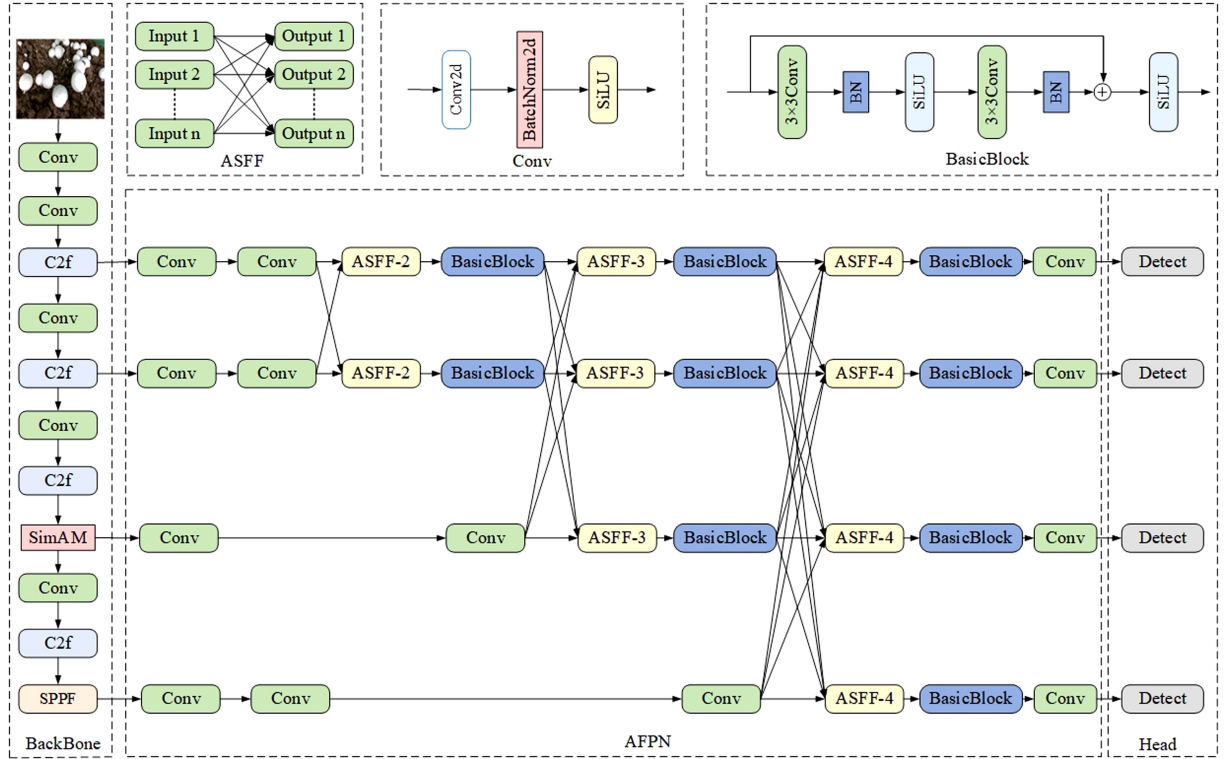 Input 1
Output 1
Input 2
Output 2
Input n
Output n
ASFF
Conv2d
BatchNorm2d
SiLU
Conv
3×3Conv
BN
SiLU
3×3Conv
BN
+
SiLU
BasicBlock
Conv
Conv
C2f
Conv
C2f
Conv
C2f
SimAM
Conv
C2f
SPPF
BackBone
Conv Conv ASFF-2 BasicBlock ASFF-3 BasicBlock ASFF-4 BasicBlock Conv Detect
Conv Conv ASFF-2 BasicBlock ASFF-3 BasicBlock ASFF-4 BasicBlock Conv Detect
Conv Conv ASFF-3 BasicBlock ASFF-4 BasicBlock Conv Detect
Conv Conv Conv ASFF-4 BasicBlock Conv Detect
AFPN
Head